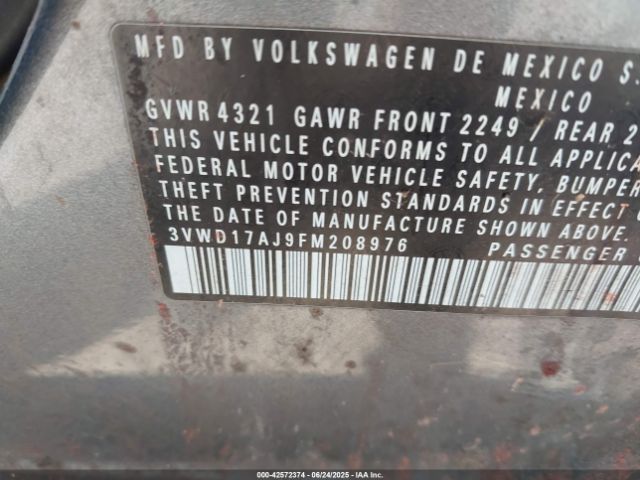 MFD BY VOLKSWAGEN DE MEXICO S
MEXICO
GVWR 4321 GAWR FRONT 2249 / REAR 2
THIS VEHICLE CONFORMS TO ALL APPLICA
FEDERAL MOTOR VEHICLE SAFETY, BUMPER
THEFT PREVENTION STANDARDS IN EFFECT
THE DATE OF MANUFACTURE SHOWN ABOVE.
3VWD17AJ9FM208976 PASSENGER
000-42572374 | 06/24/2025 - IAA Inc.